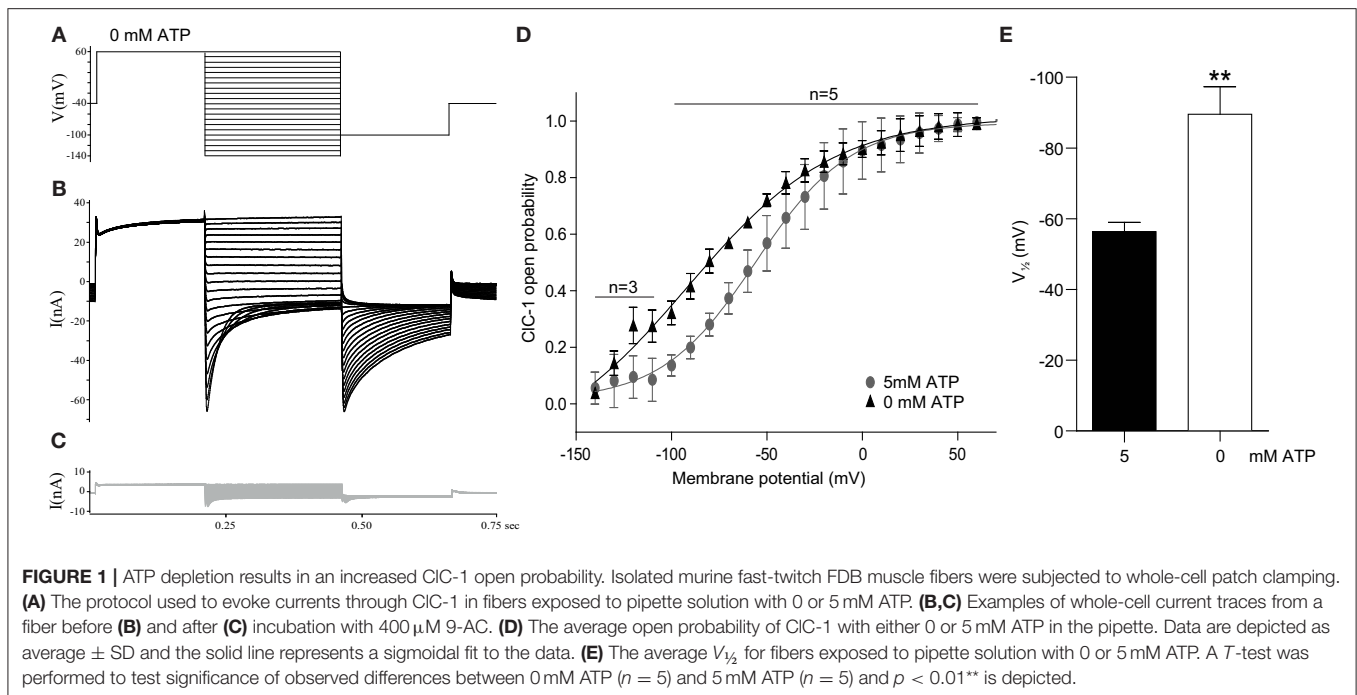 A
0 mM ATP
V(mV)
60
-40
-100
-140
B
I(nA)
40
20
0
-20
-40
-60
C
I(nA)
10
0
-10
0.25
0.50
0.75 sec
D
n=5
n=3
ClC-1 open probability
1.0
0.8
0.6
0.4
0.2
0.0
5mM ATP
0 mM ATP
-150
-100
-50
0
50
Membrane potential (mV)
E
**
V½ (mV)
-100
-80
-60
-40
-20
0
5
0
mM ATP
FIGURE 1 | ATP depletion results in an increased ClC-1 open probability. Isolated murine fast-twitch FDB muscle fibers were subjected to whole-cell patch clamping.
(A) The protocol used to evoke currents through ClC-1 in fibers exposed to pipette solution with 0 or 5 mM ATP. (B,C) Examples of whole-cell current traces from a
fiber before (B) and after (C) incubation with 400 μM 9-AC. (D) The average open probability of ClC-1 with either 0 or 5 mM ATP in the pipette. Data are depicted as
average ± SD and the solid line represents a sigmoidal fit to the data. (E) The average V½ for fibers exposed to pipette solution with 0 or 5 mM ATP. A T-test was
performed to test significance of observed differences between 0 mM ATP (n = 5) and 5 mM ATP (n = 5) and p < 0.01** is depicted.